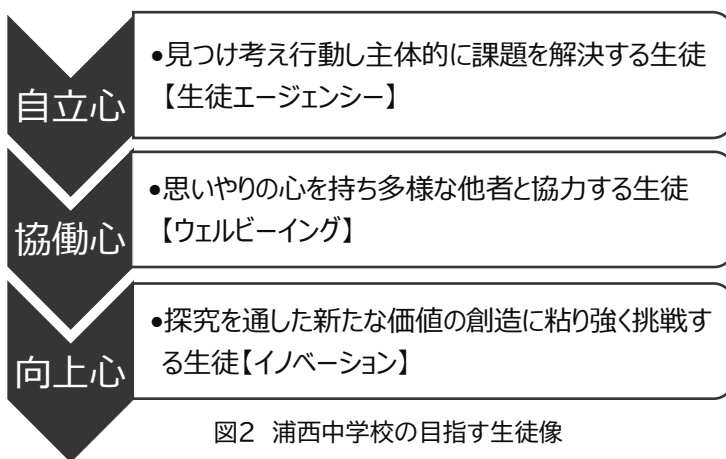 自立心
•見つけ考え行動し主体的に課題を解決する生徒
【生徒エージェンシー】
協働心
•思いやりの心を持ち多様な他者と協力する生徒
【ウェルビーイング】
向上心
•探究を通した新たな価値の創造に粘り強く挑戦す
る生徒【イノベーション】
図2 浦西中学校の目指す生徒像